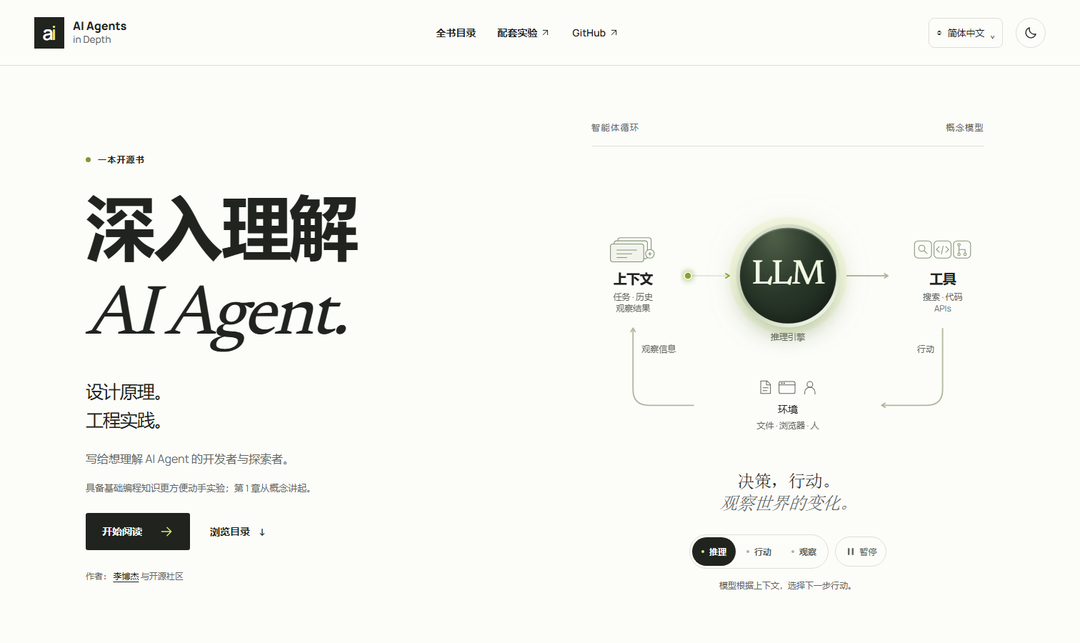 ai
AI Agents
in Depth
全书目录
配套实验 ↗
GitHub ↗
简体中文
一本开源书
深入理解
AI Agent.
设计原理。
工程实践。
写给想理解 AI Agent 的开发者与探索者。
具备基础编程知识更方便动手实验；第 1 章从概念讲起。
开始阅读 →
浏览目录 ↓
作者： 李博杰 与开源社区
智能体循环
概念模型
上下文
任务 · 历史
观察结果
LLM
推理引擎
工具
搜索 · 代码
APIs
观察信息
行动
环境
文件 · 浏览器 · 人
决策，行动。
观察世界的变化。
推理
行动
观察
暂停
模型根据上下文，选择下一步行动。